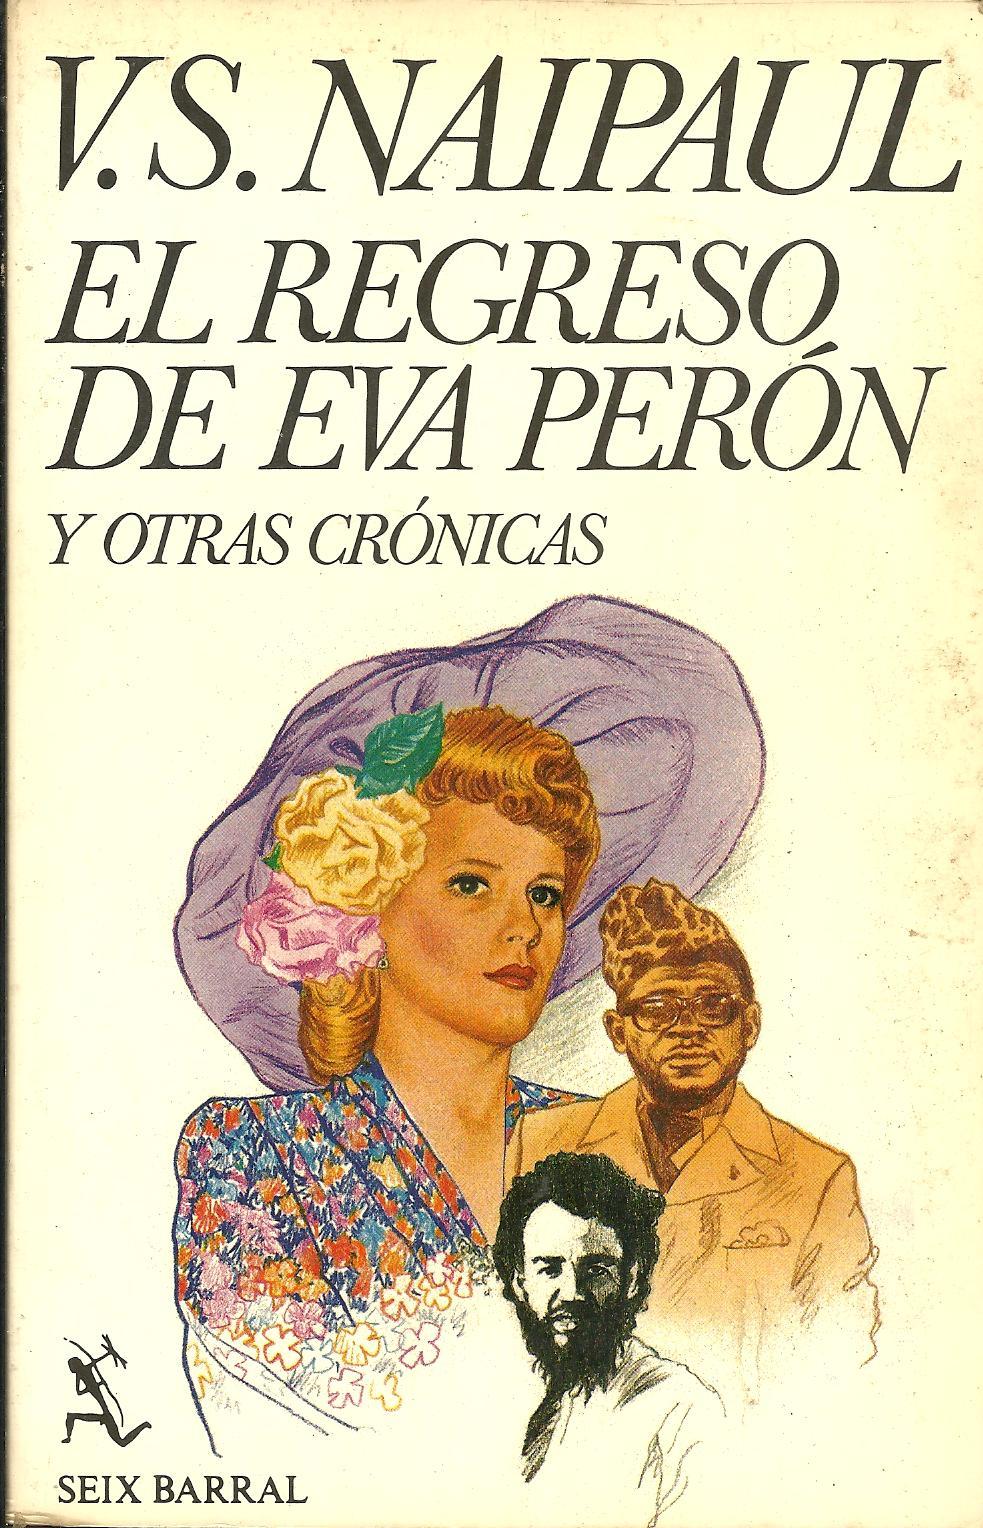 V.S. NAIPAUL
EL REGRESO
DE EVA PERÓN
Y OTRAS CRÓNICAS
SEIX BARRAL